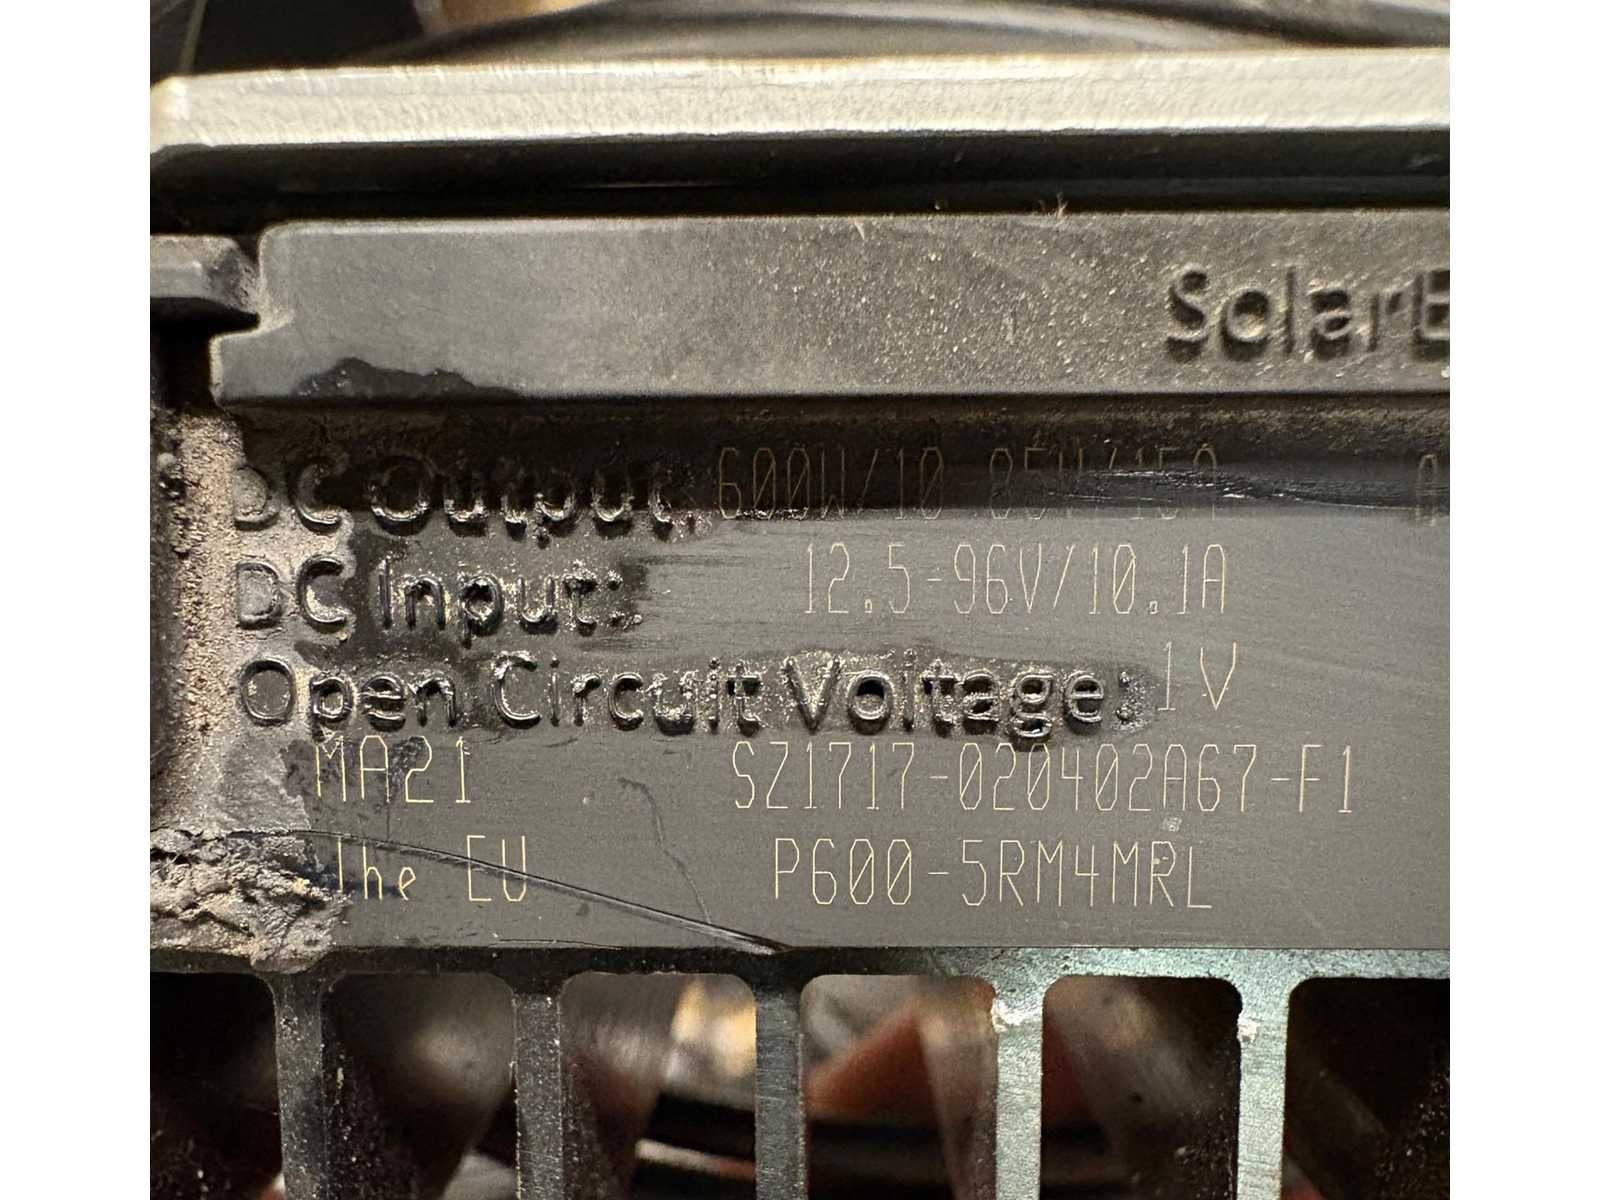 SolarE
DC Output: 600W/10 85V/15A
DC Input: 12.5-96V/10.1A
Open Circuit Voltage: 1V
MA21 SZ1717-020402A67-F1
The EU P600-5RM4MRL